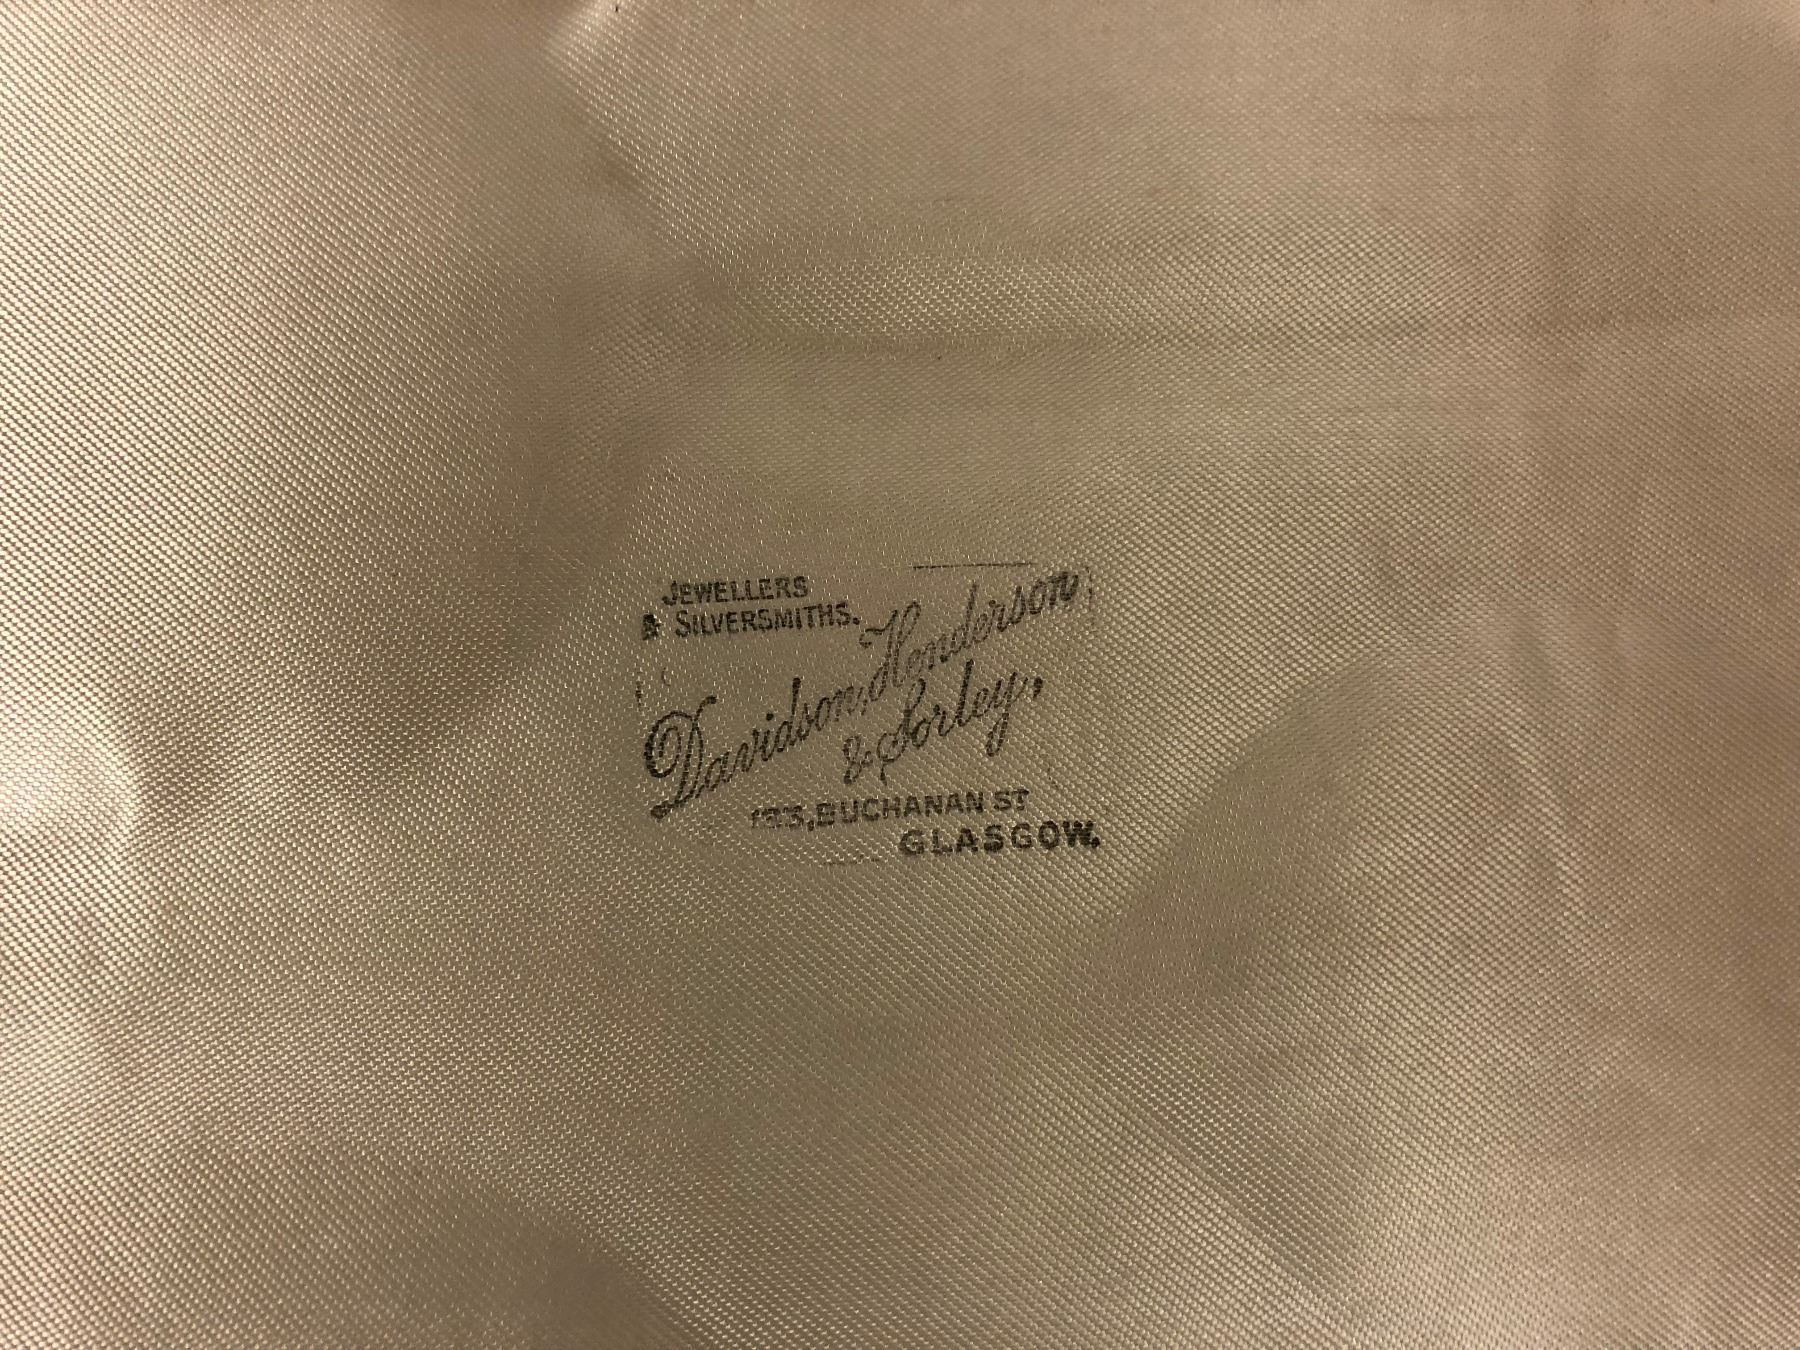 JEWELLERS
& SILVERSMITHS.
Davidson, Henderson
& Sorley,
BUCHANAN ST
GLASGOW.